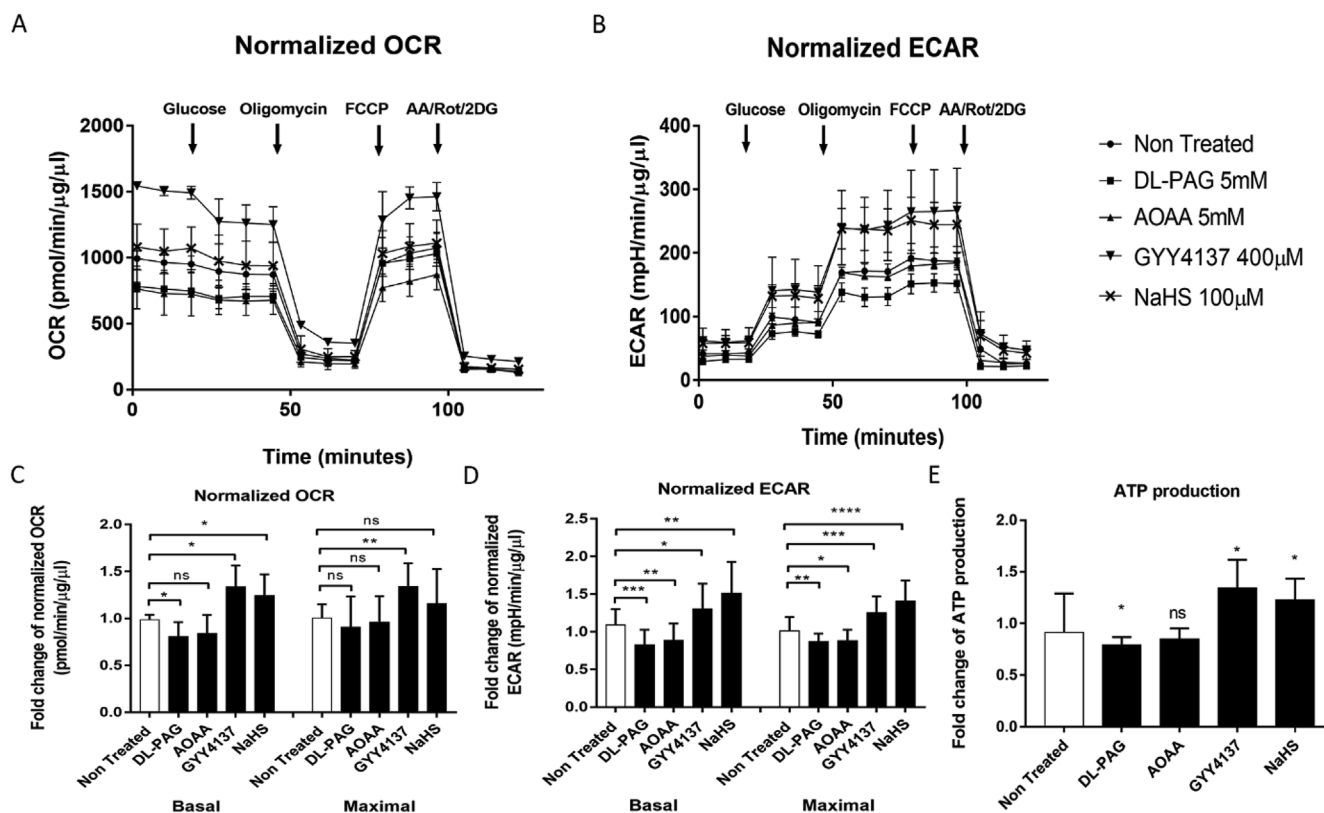 A
Normalized OCR
Glucose Oligomycin FCCP AA/Rot/2DG
2000
1500
1000
500
0
0 50 100
OCR (pmol/min/µg/µl)
Time (minutes)
B
Normalized ECAR
Glucose Oligomycin FCCP AA/Rot/2DG
400
300
200
100
0
0 50 100
ECAR (mpH/min/µg/µl)
Time (minutes)
Non Treated
DL-PAG 5mM
AOAA 5mM
GYY4137 400µM
NaHS 100µM
C
Normalized OCR
Fold change of normalized OCR
(pmol/min/µg/µl)
2.0
1.5
1.0
0.5
0.0
*
*
ns
*
ns
**
ns
ns
Non Treated
DL-PAG
AOAA
GYY4137
NaHS
Non Treated
DL-PAG
AOAA
GYY4137
NaHS
Basal
Maximal
D
Normalized ECAR
Fold change of normalized
ECAR (mpH/min/µg/µl)
2.5
2.0
1.5
1.0
0.5
0.0
**
*
**
***
****
***
*
**
Non Treated
DL-PAG
AOAA
GYY4137
NaHS
Non Treated
DL-PAG
AOAA
GYY4137
NaHS
Basal
Maximal
E
ATP production
Fold change of ATP production
2.0
1.5
1.0
0.5
0.0
*
ns
*
*
Non Treated
DL-PAG
AOAA
GYY4137
NaHS